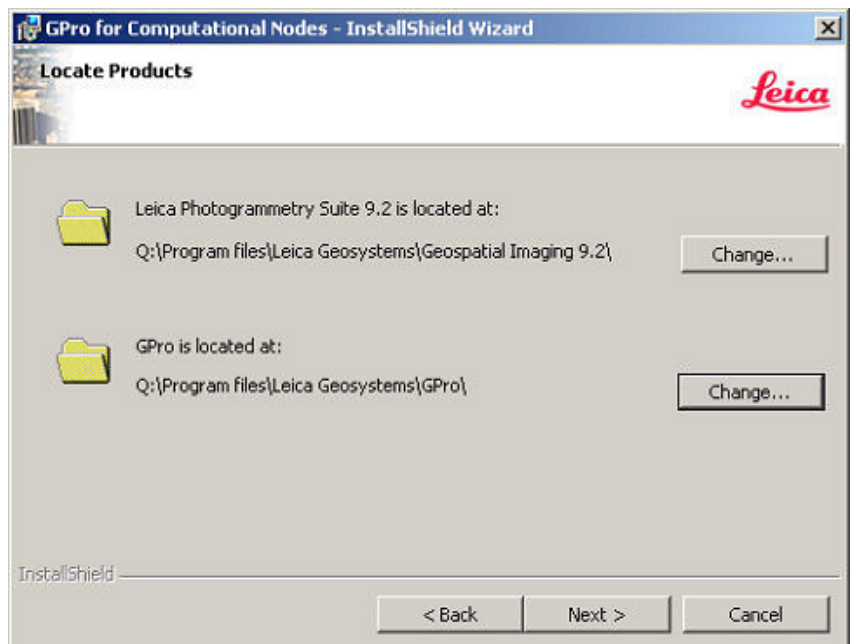 GPro for Computational Nodes - InstallShield Wizard
Locate Products
Leica
Leica Photogrammetry Suite 9.2 is located at:
Q:\Program files\Leica Geosystems\Geospatial Imaging 9.2\
Change...
GPro is located at:
Q:\Program files\Leica Geosystems\GPro\
Change...
InstallShield
< Back
Next >
Cancel